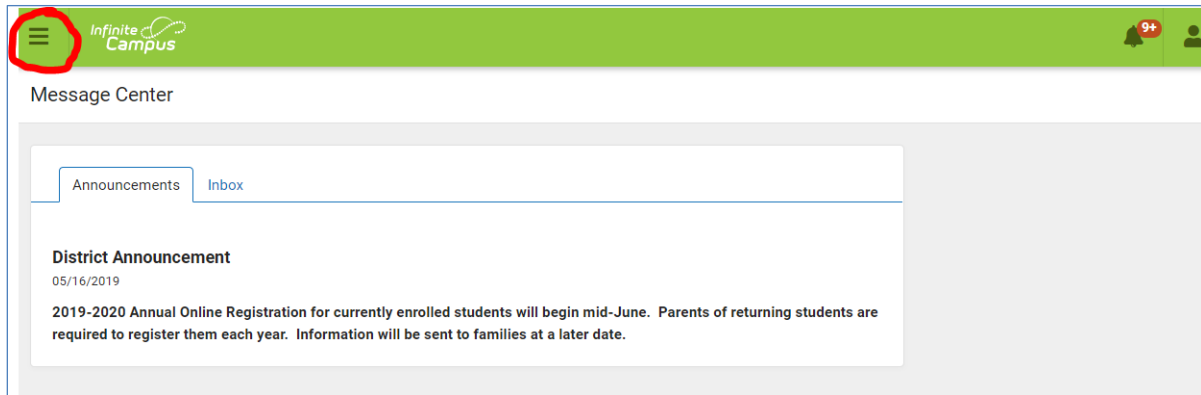 Infinite
Campus
9+
Message Center
Announcements Inbox
District Announcement
05/16/2019
2019-2020 Annual Online Registration for currently enrolled students will begin mid-June.  Parents of returning students are
required to register them each year.  Information will be sent to families at a later date.